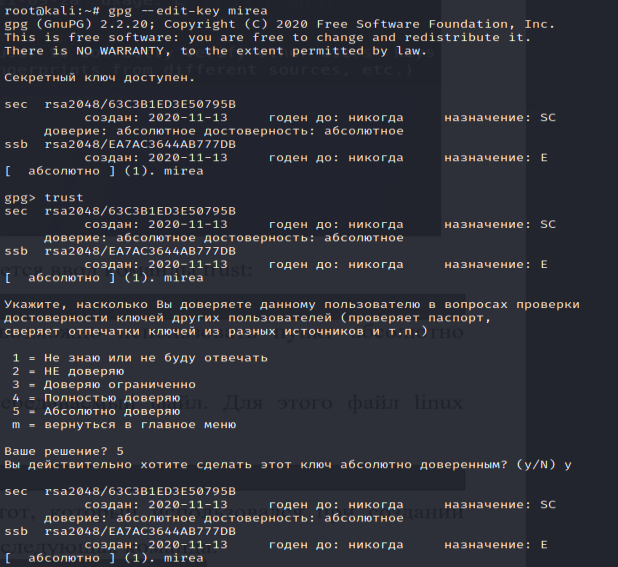 root@kali:~# gpg --edit-key mirea
gpg (GnuPG) 2.2.20; Copyright (C) 2020 Free Software Foundation, Inc.
This is free software: you are free to change and redistribute it.
There is NO WARRANTY, to the extent permitted by law.
Секретный ключ доступен.
sec rsa2048/63C3B1ED3E50795B
создан: 2020-11-13 годен до: никогда назначение: SC
доверие: абсолютное достоверность: абсолютное
ssb rsa2048/EA7AC3644AB777DB
создан: 2020-11-13 годен до: никогда назначение: E
[ абсолютно ] (1). mirea
gpg> trust
sec rsa2048/63C3B1ED3E50795B
создан: 2020-11-13 годен до: никогда назначение: SC
доверие: абсолютное достоверность: абсолютное
ssb rsa2048/EA7AC3644AB777DB
создан: 2020-11-13 годен до: никогда назначение: E
[ абсолютно ] (1). mirea
Укажите, насколько Вы доверяете данному пользователю в вопросах проверки
достоверности ключей других пользователей (проверяет паспорт,
сверяет отпечатки ключей из разных источников и т.п.)
1 = Не знаю или не буду отвечать
2 = НЕ доверяю
3 = Доверяю ограниченно
4 = Полностью доверяю
5 = Абсолютно доверяю
m = вернуться в главное меню
Ваше решение? 5
Вы действительно хотите сделать этот ключ абсолютно доверенным? (y/N) y
sec rsa2048/63C3B1ED3E50795B
создан: 2020-11-13 годен до: никогда назначение: SC
доверие: абсолютное достоверность: абсолютное
ssb rsa2048/EA7AC3644AB777DB
создан: 2020-11-13 годен до: никогда назначение: E
[ абсолютно ] (1). mirea